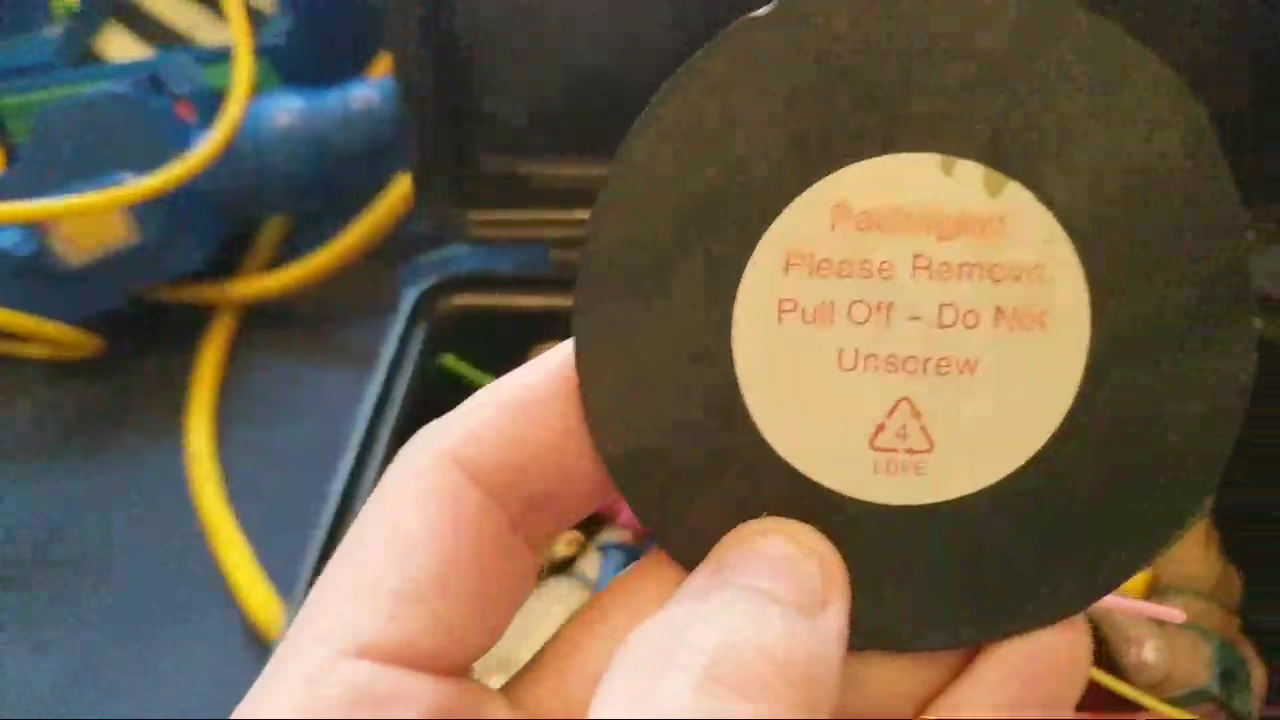 Packaging!
Please Remove.
Pull Off - Do Not
Unscrew
4
LDPE